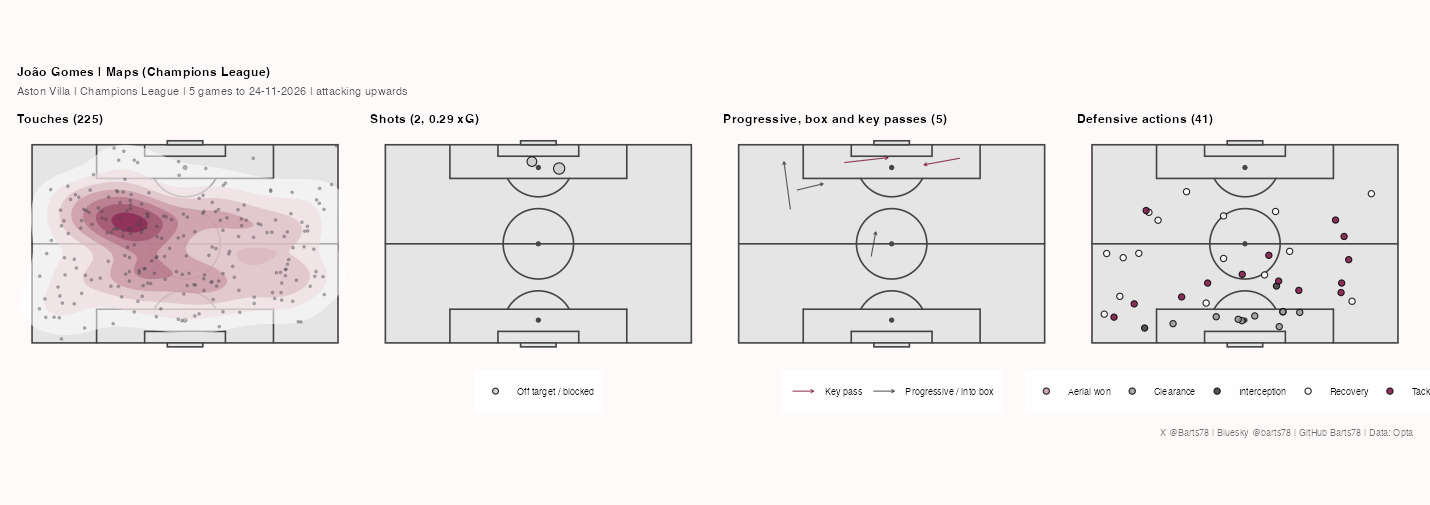 João Gomes | Maps (Champions League)
Aston Villa | Champions League | 5 games to 24-11-2026 | attacking upwards
Touches (225)
Shots (2, 0.29 xG)
Progressive, box and key passes (5)
Defensive actions (41)
Off target / blocked
Key pass
Progressive / into box
Aerial won
Clearance
Interception
Recovery
Tack
X @Barts78 | Bluesky @barts78 | GitHub Barts78 | Data: Opta